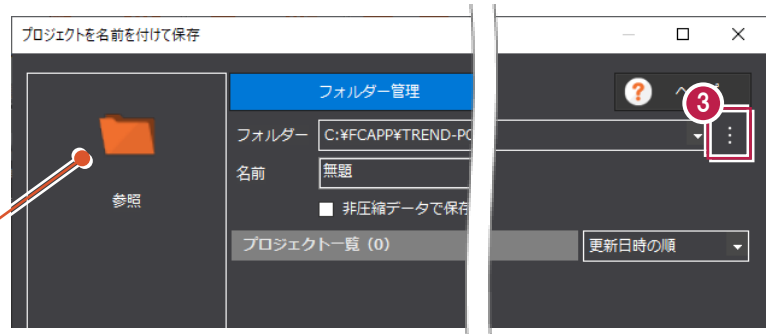 プロジェクトを名前を付けて保存
フォルダー管理
?
3
フォルダー
C:¥FCAPP¥TREND-PO
名前
無題
参照
非圧縮データで保存
プロジェクト一覧（0）
更新日時の順